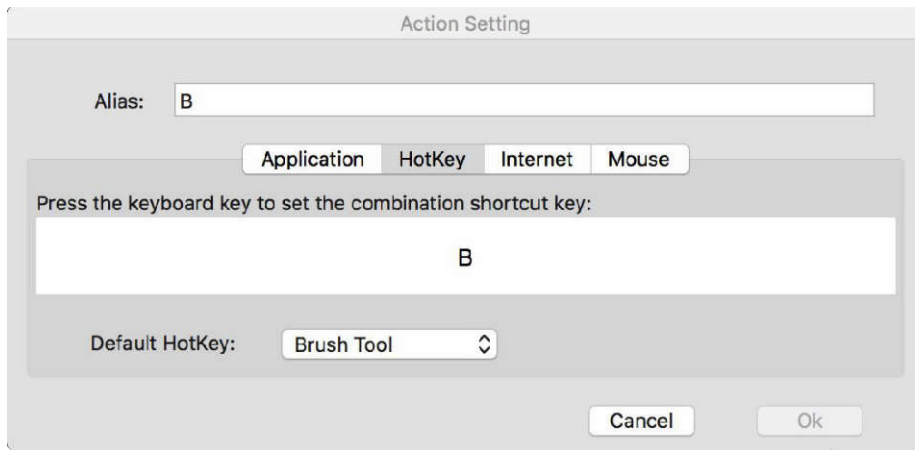 Action Setting
Alias: B
Application HotKey Internet Mouse
Press the keyboard key to set the combination shortcut key:
B
Default HotKey: Brush Tool
Cancel Ok